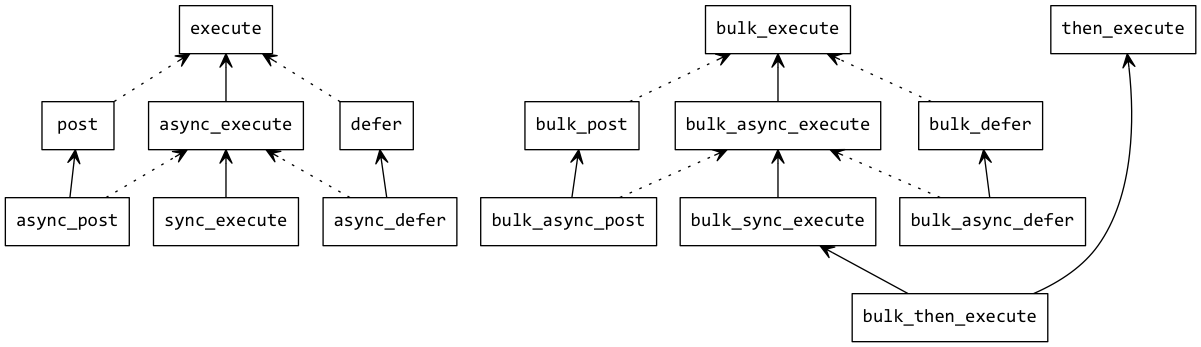 execute
bulk_execute
then_execute
post
async_execute
defer
bulk_post
bulk_async_execute
bulk_defer
async_post
sync_execute
async_defer
bulk_async_post
bulk_sync_execute
bulk_async_defer
bulk_then_execute